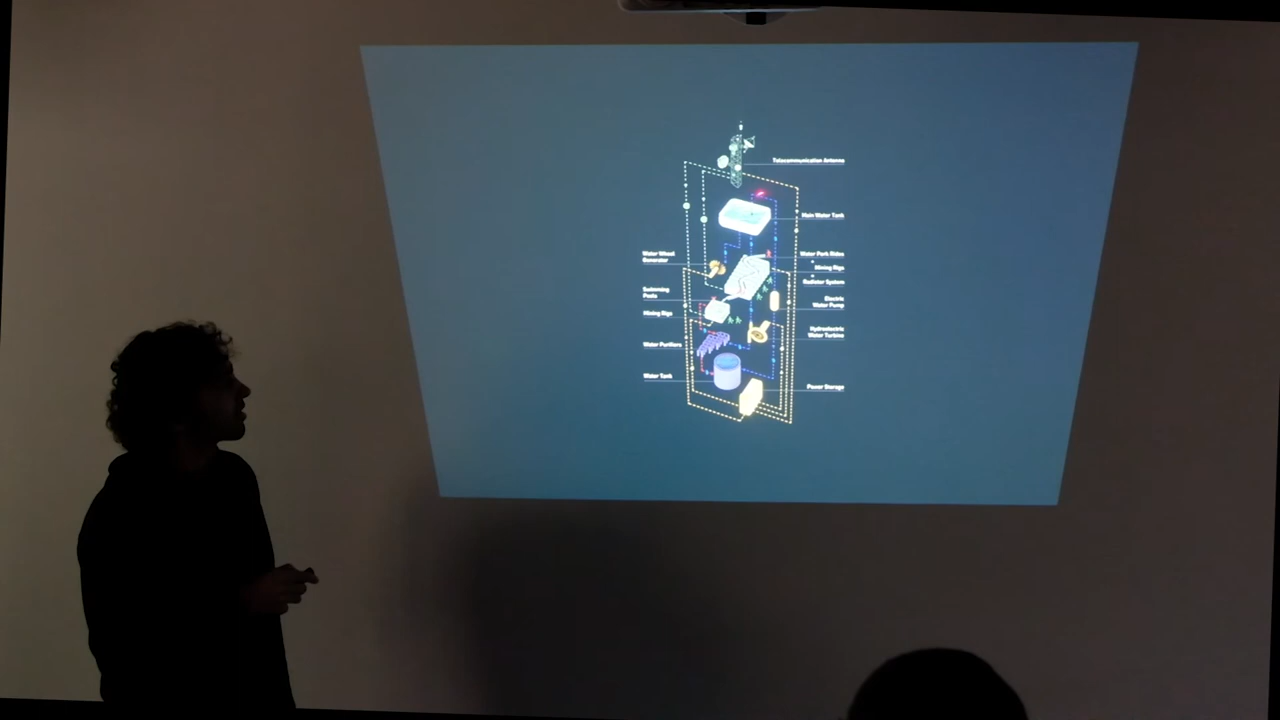 Telecommunication Antenna
Main Water Tank
Water Wheel
Generator
Water Park Rides
Mining Rigs
Radiator System
Swimming
Pools
Electric
Water Pump
Mining Rigs
Hydroelectric
Water Turbine
Water Purifiers
Water Tank
Power Storage